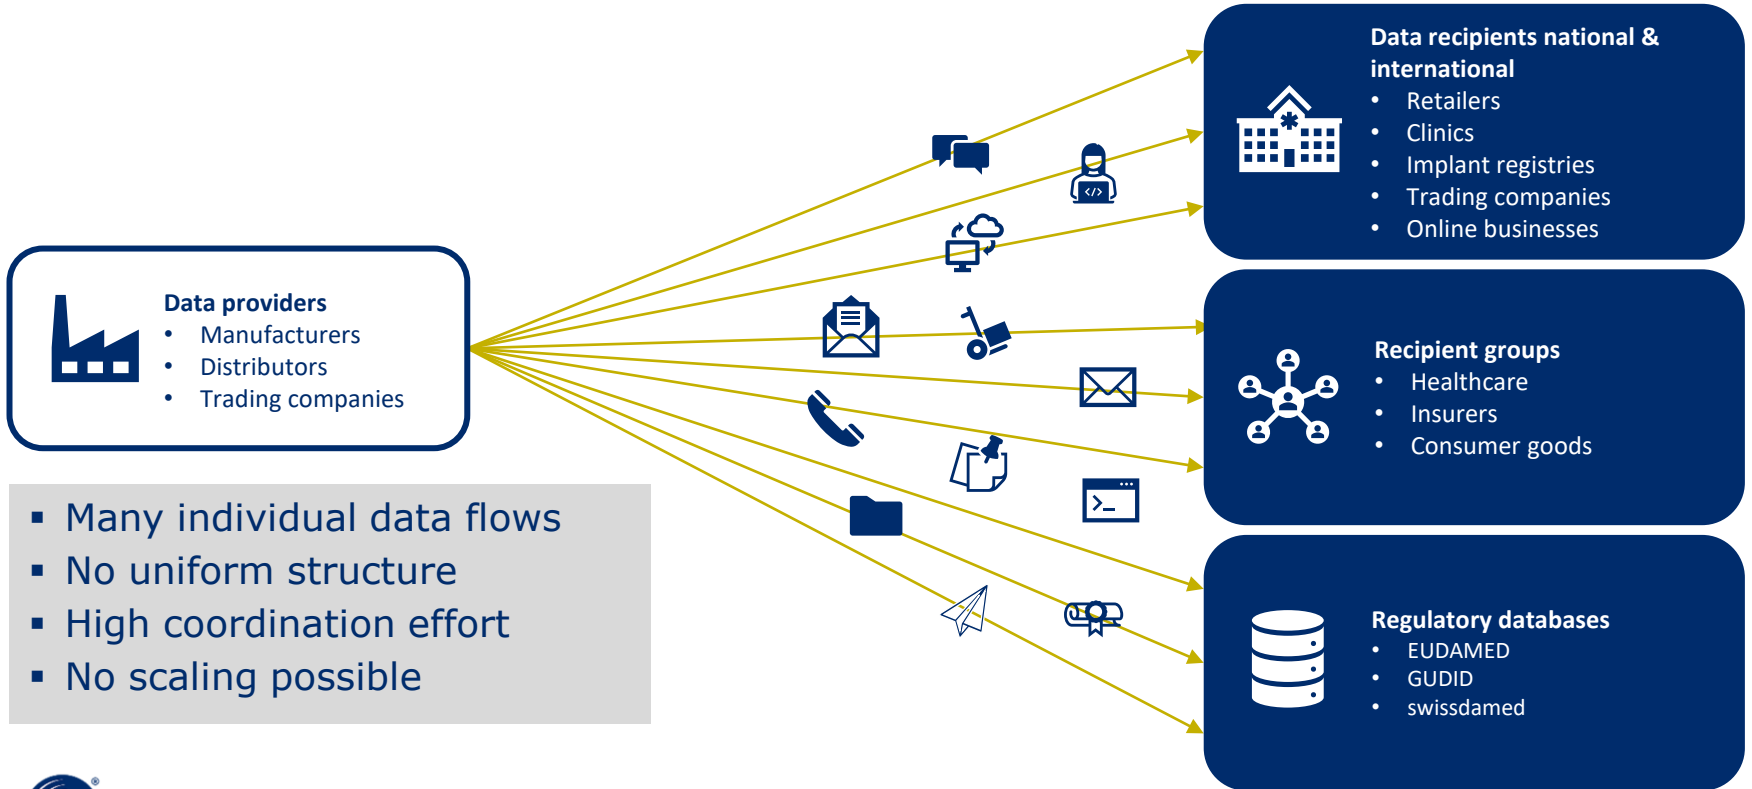 Data providers
• Manufacturers
• Distributors
• Trading companies
▪ Many individual data flows
▪ No uniform structure
▪ High coordination effort
▪ No scaling possible
</>
>_
Data recipients national &
international
• Retailers
• Clinics
• Implant registries
• Trading companies
• Online businesses
Recipient groups
• Healthcare
• Insurers
• Consumer goods
Regulatory databases
• EUDAMED
• GUDID
• swissdamed
®